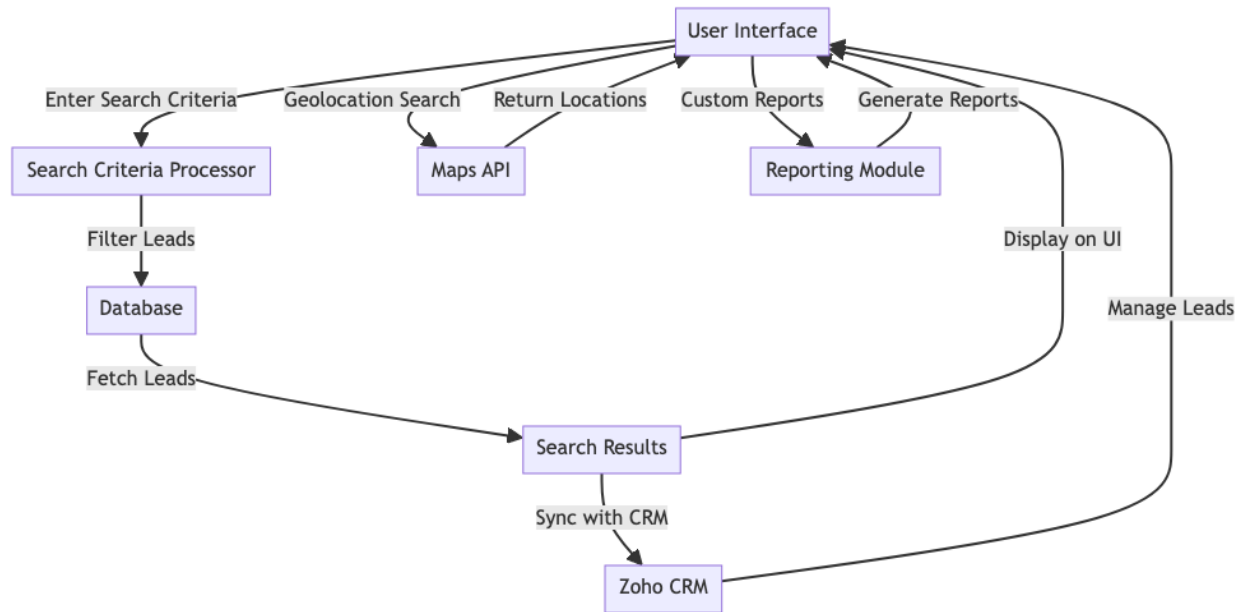 User Interface
Enter Search Criteria
Geolocation Search
Return Locations
Custom Reports
Generate Reports
Search Criteria Processor
Maps API
Reporting Module
Filter Leads
Display on UI
Database
Manage Leads
Fetch Leads
Search Results
Sync with CRM
Zoho CRM